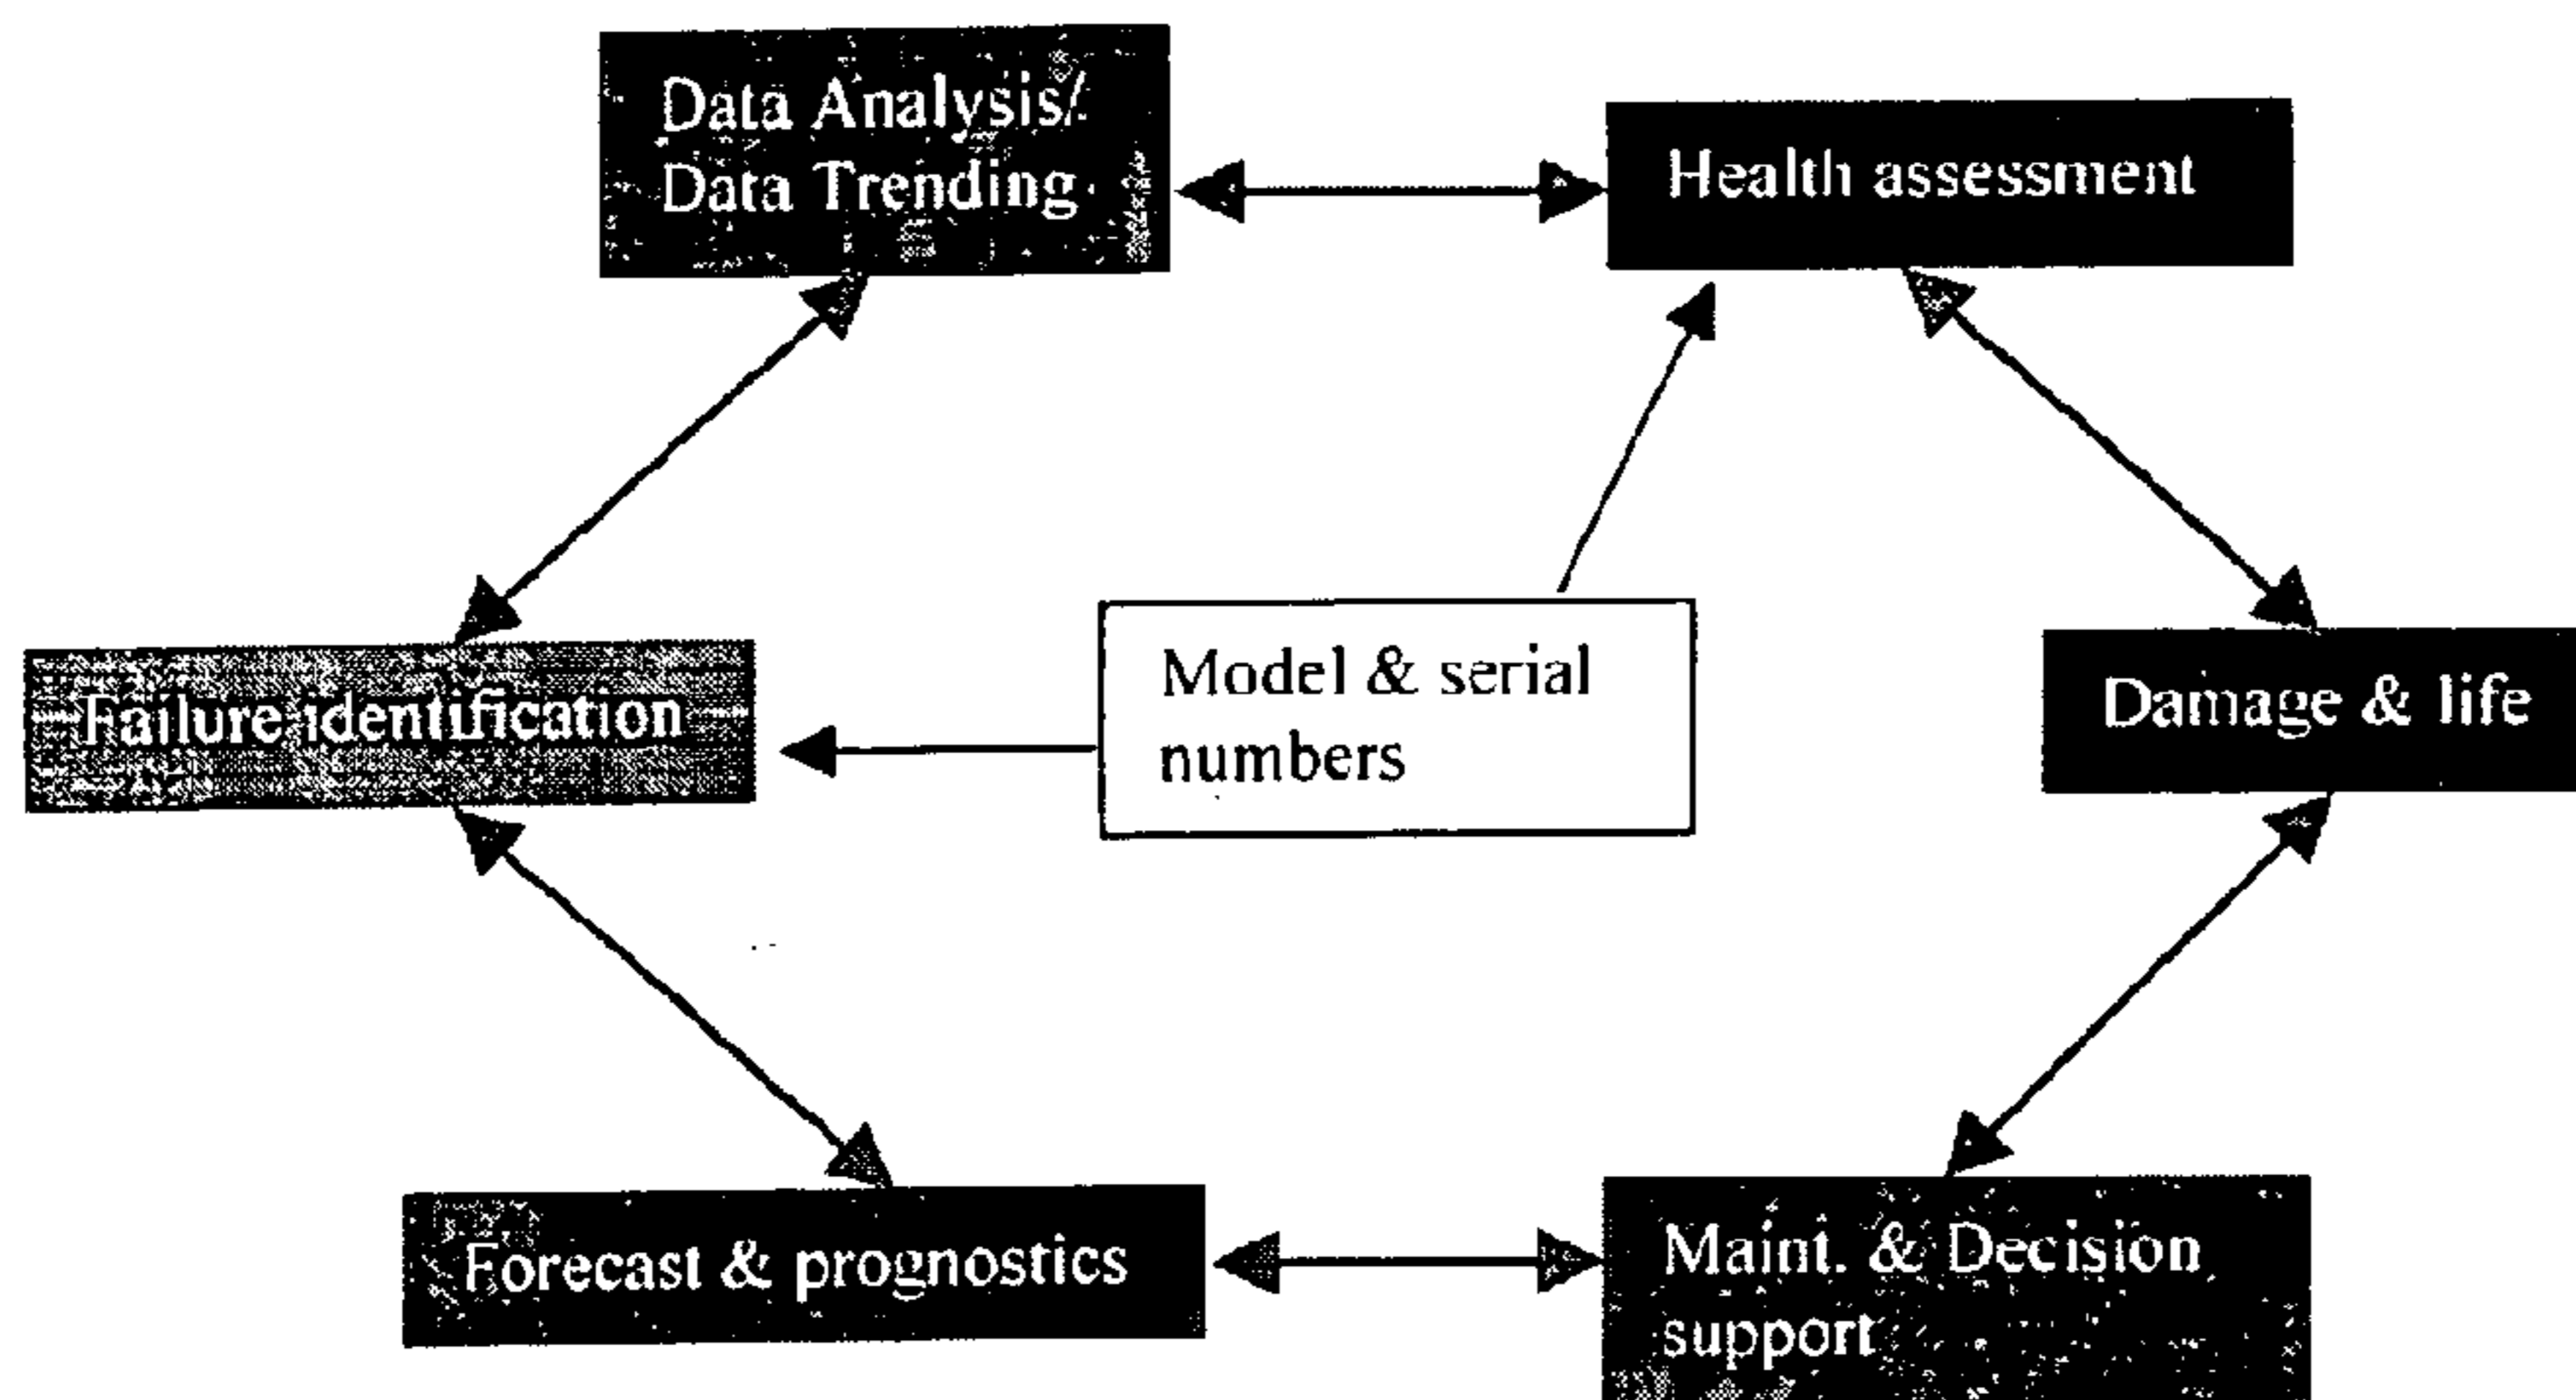 Data Analysis/
Data Trending
Health assessment
Failure identification
Model & serial
numbers
Damage & life
Forecast & prognostics
Maint. & Decision
support